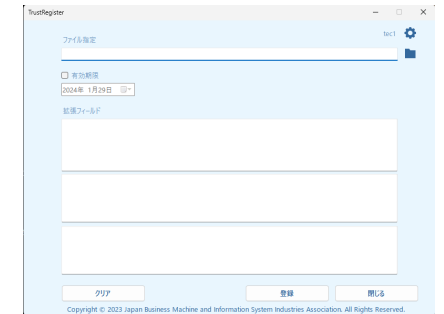 TrustRegister
tec1
ファイル指定
有効期限
2024年 1月29日
拡張フィールド
クリア
登録
閉じる
Copyright © 2023 Japan Business Machine and Information System Industries Association. All Rights Reserved.